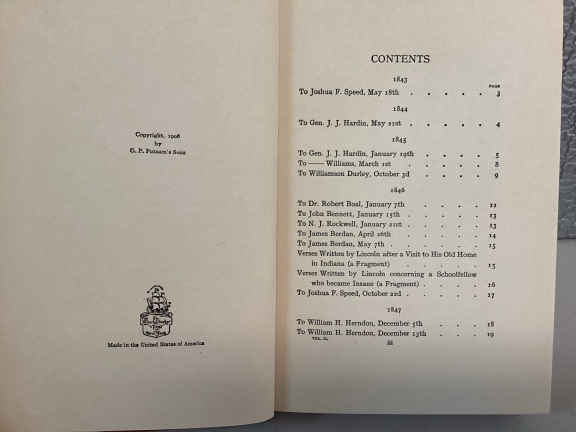 Copyright, 1908
by
G. P. Putnam's Sons
Made in the United States of America
CONTENTS
1843
PAGE
To Joshua F. Speed, May 18th . . . . . 3
1844
To Gen. J. J. Hardin, May 21st . . . . . 4
1845
To Gen. J. J. Hardin, January 19th . . . . 5
To —— Williams, March 1st . . . . . 8
To Williamson Durley, October 3d . . . . 9
1846
To Dr. Robert Boal, January 7th . . . . 12
To John Bennett, January 15th . . . . 13
To N. J. Rockwell, January 21st . . . . 13
To James Berdan, April 26th . . . . . 14
To James Berdan, May 7th . . . . . . 15
Verses Written by Lincoln after a Visit to His Old Home
in Indiana (a Fragment) . . . . 15
Verses Written by Lincoln concerning a Schoolfellow
who became Insane (a Fragment) . . . 16
To Joshua F. Speed, October 22d . . . . . 17
1847
To William H. Herndon, December 5th . . . 18
To William H. Herndon, December 13th . . . 19
VOL. II.
iii